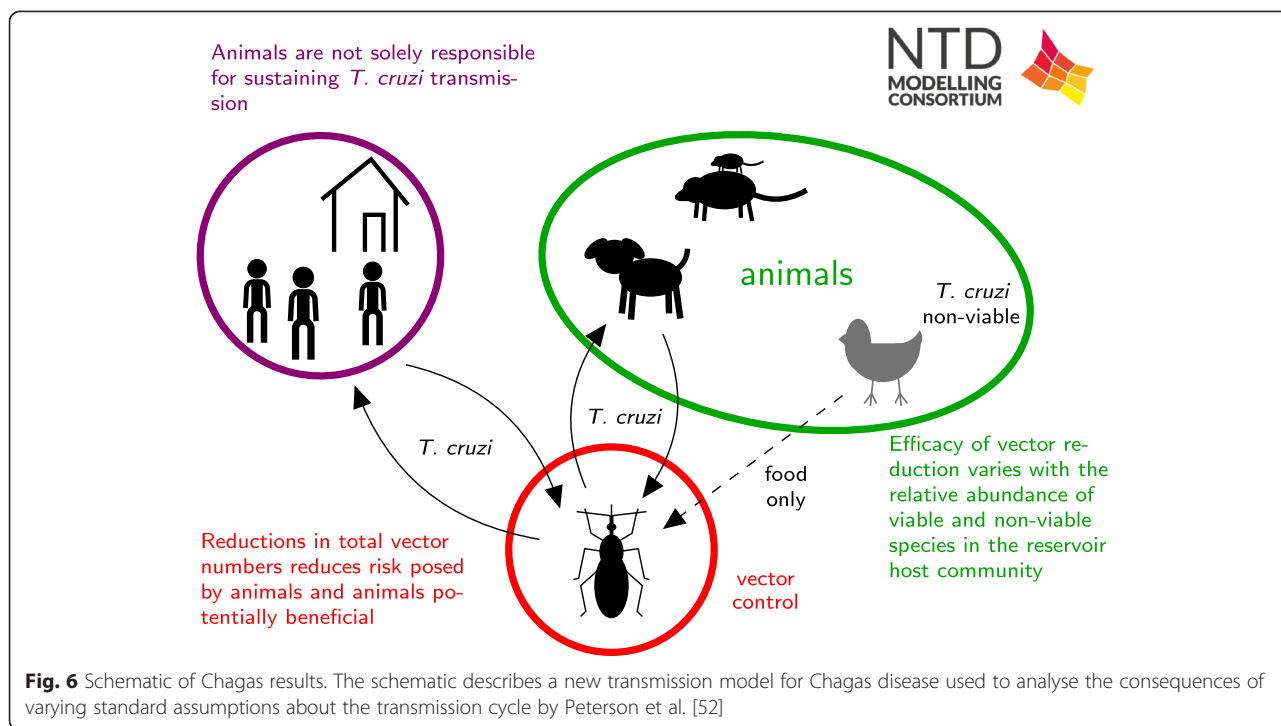 Animals are not solely responsible
for sustaining T. cruzi transmis-
sion
NTD
MODELLING
CONSORTIUM
animals
T. cruzi
non-viable
T. cruzi
T. cruzi
food
only
Efficacy of vector re-
duction varies with the
relative abundance of
viable and non-viable
species in the reservoir
host community
Reductions in total vector
numbers reduces risk posed
by animals and animals po-
tentially beneficial
vector
control
Fig. 6 Schematic of Chagas results. The schematic describes a new transmission model for Chagas disease used to analyse the consequences of
varying standard assumptions about the transmission cycle by Peterson et al. [52]